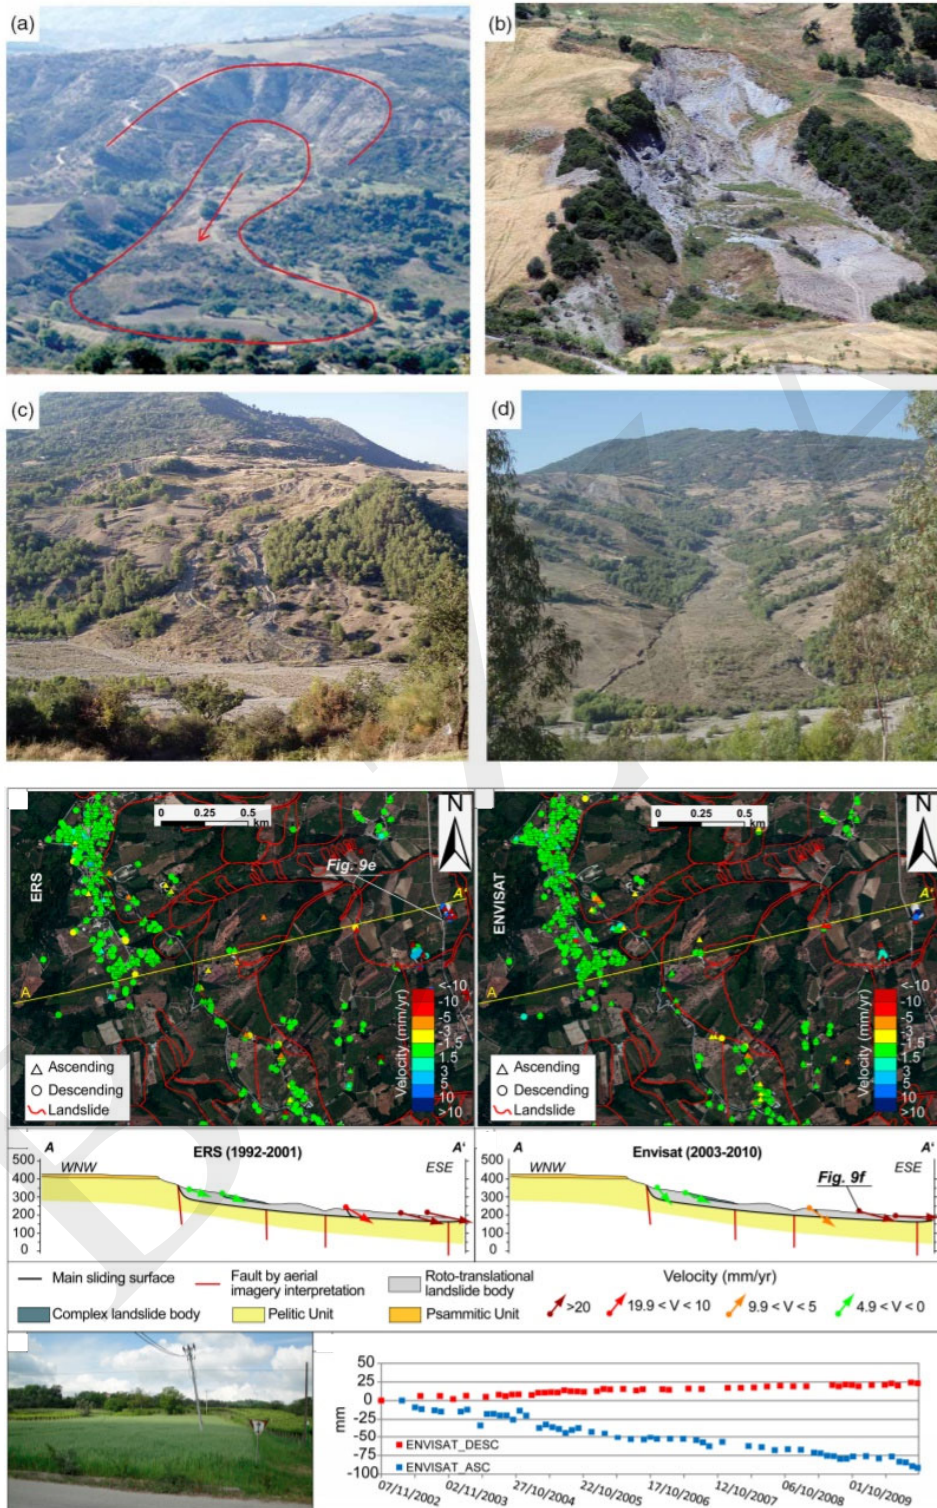 (a)
(b)
(c)
(d)
0 0.25 0.5
km
N
ERS
Fig. 9e
A'
A
△ Ascending
○ Descending
Landslide
Velocity (mm/yr)
<-10
-10
-5
-3
-1.5
1.5
3
5
10
>10
0 0.25 0.5
km
N
ENVISAT
A'
A
△ Ascending
○ Descending
Landslide
Velocity (mm/yr)
<-10
-10
-5
-3
-1.5
1.5
3
5
10
>10
A ERS (1992-2001) A'
WNW ESE
500
400
300
200
100
0
A Envisat (2003-2010) A'
WNW ESE
Fig. 9f
500
400
300
200
100
0
Main sliding surface
Fault by aerial
imagery interpretation
Roto-translational
landslide body
Complex landslide body
Pelitic Unit
Psammitic Unit
Velocity (mm/yr)
>20
19.9 < V < 10
9.9 < V < 5
4.9 < V < 0
mm
50
25
0
-25
-50
-75
-100
ENVISAT_DESC
ENVISAT_ASC
07/11/2002
02/11/2003
27/10/2004
22/10/2005
17/10/2006
12/10/2007
06/10/2008
01/10/2009